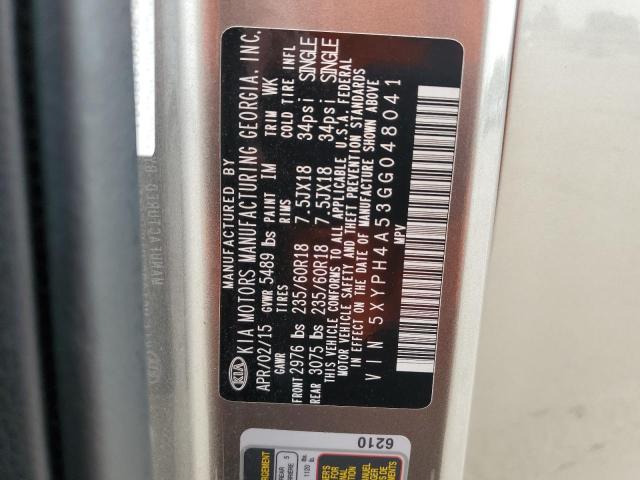 MANUFACTURED BY
KIA KIA MOTORS MANUFACTURING GEORGIA, INC.
APR/02/15 GVWR 5489 lbs PAINT IM TRIM WK
GAWR TIRES RIMS COLD TIRE INFL
FRONT 2976 lbs 235/60R18 7.5JX18 34psi SINGLE
REAR 3075 lbs 235/60R18 7.5JX18 34psi SINGLE
THIS VEHICLE CONFORMS TO ALL APPLICABLE U.S.A. FEDERAL
MOTOR VEHICLE SAFETY AND THEFT PREVENTION STANDARDS
IN EFFECT ON THE DATE OF MANUFACTURE SHOWN ABOVE
VIN 5XYPH4A53GG048041
MPV
6210